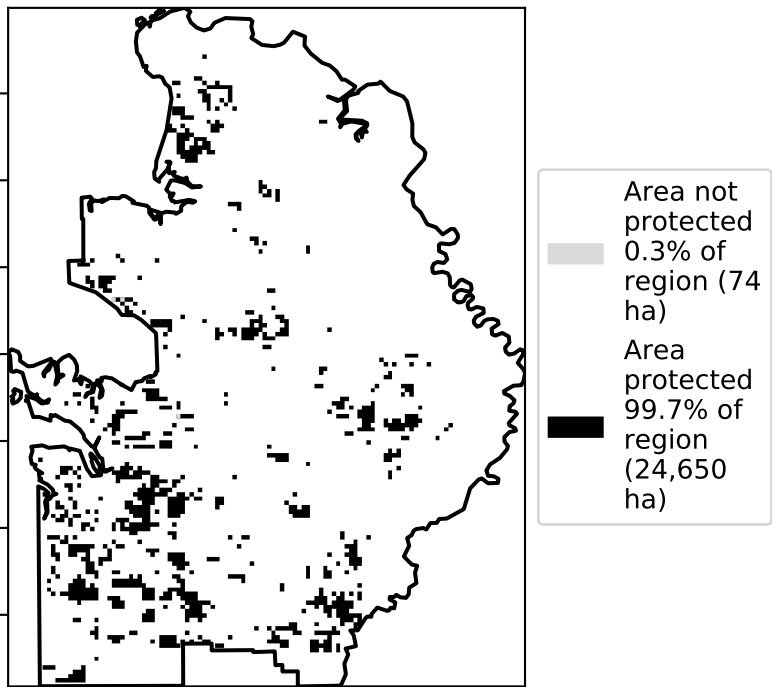 Area not
protected
0.3% of
region (74
ha)
Area
protected
99.7% of
region
(24,650
ha)